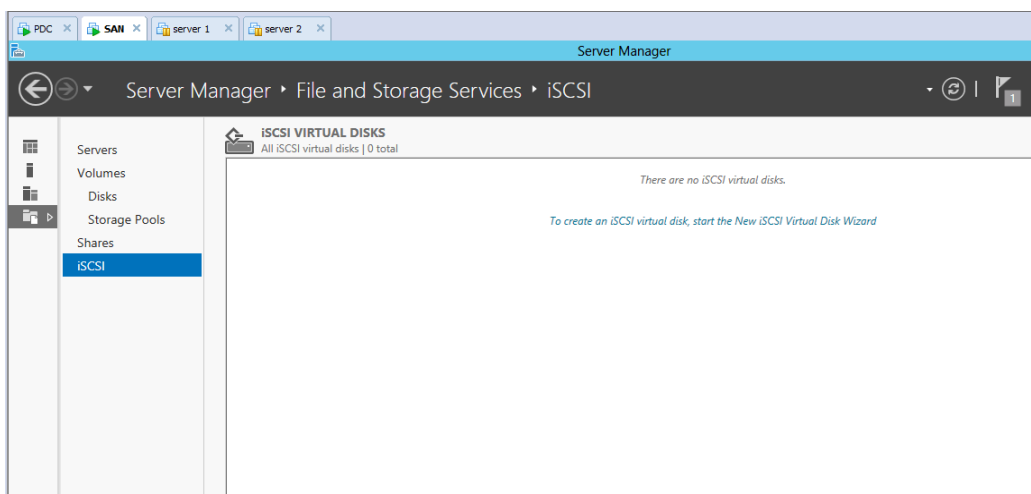 PDC
SAN
server 1
server 2
Server Manager
Server Manager • File and Storage Services • iSCSI
1
Servers
Volumes
Disks
Storage Pools
Shares
iSCSI
iSCSI VIRTUAL DISKS
All iSCSI virtual disks | 0 total
There are no iSCSI virtual disks.
To create an iSCSI virtual disk, start the New iSCSI Virtual Disk Wizard